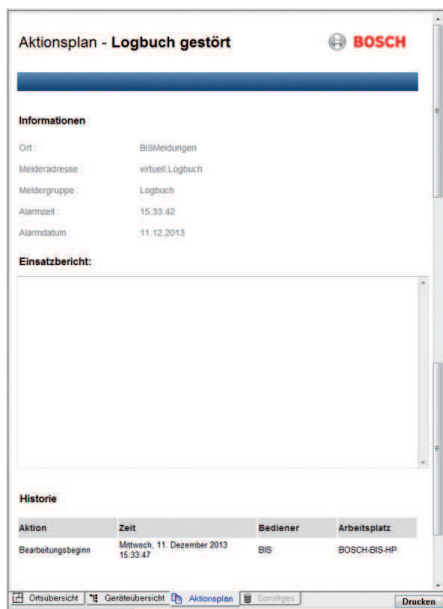 Aktionsplan - Logbuch gestört
BOSCH
Informationen
Ort : BISMeldungen
Melderadresse : virtuell.Logbuch
Meldergruppe : Logbuch
Alarmzeit : 15:33:42
Alarmdatum : 11.12.2013
Einsatzbericht:
Historie
Aktion Zeit Bediener Arbeitsplatz
Bearbeitungsbeginn Mittwoch, 11. Dezember 2013 BIS BOSCH-BIS-HP
15:33:47
Ortsübersicht Geräteübersicht Aktionsplan Sonstiges
Drucken